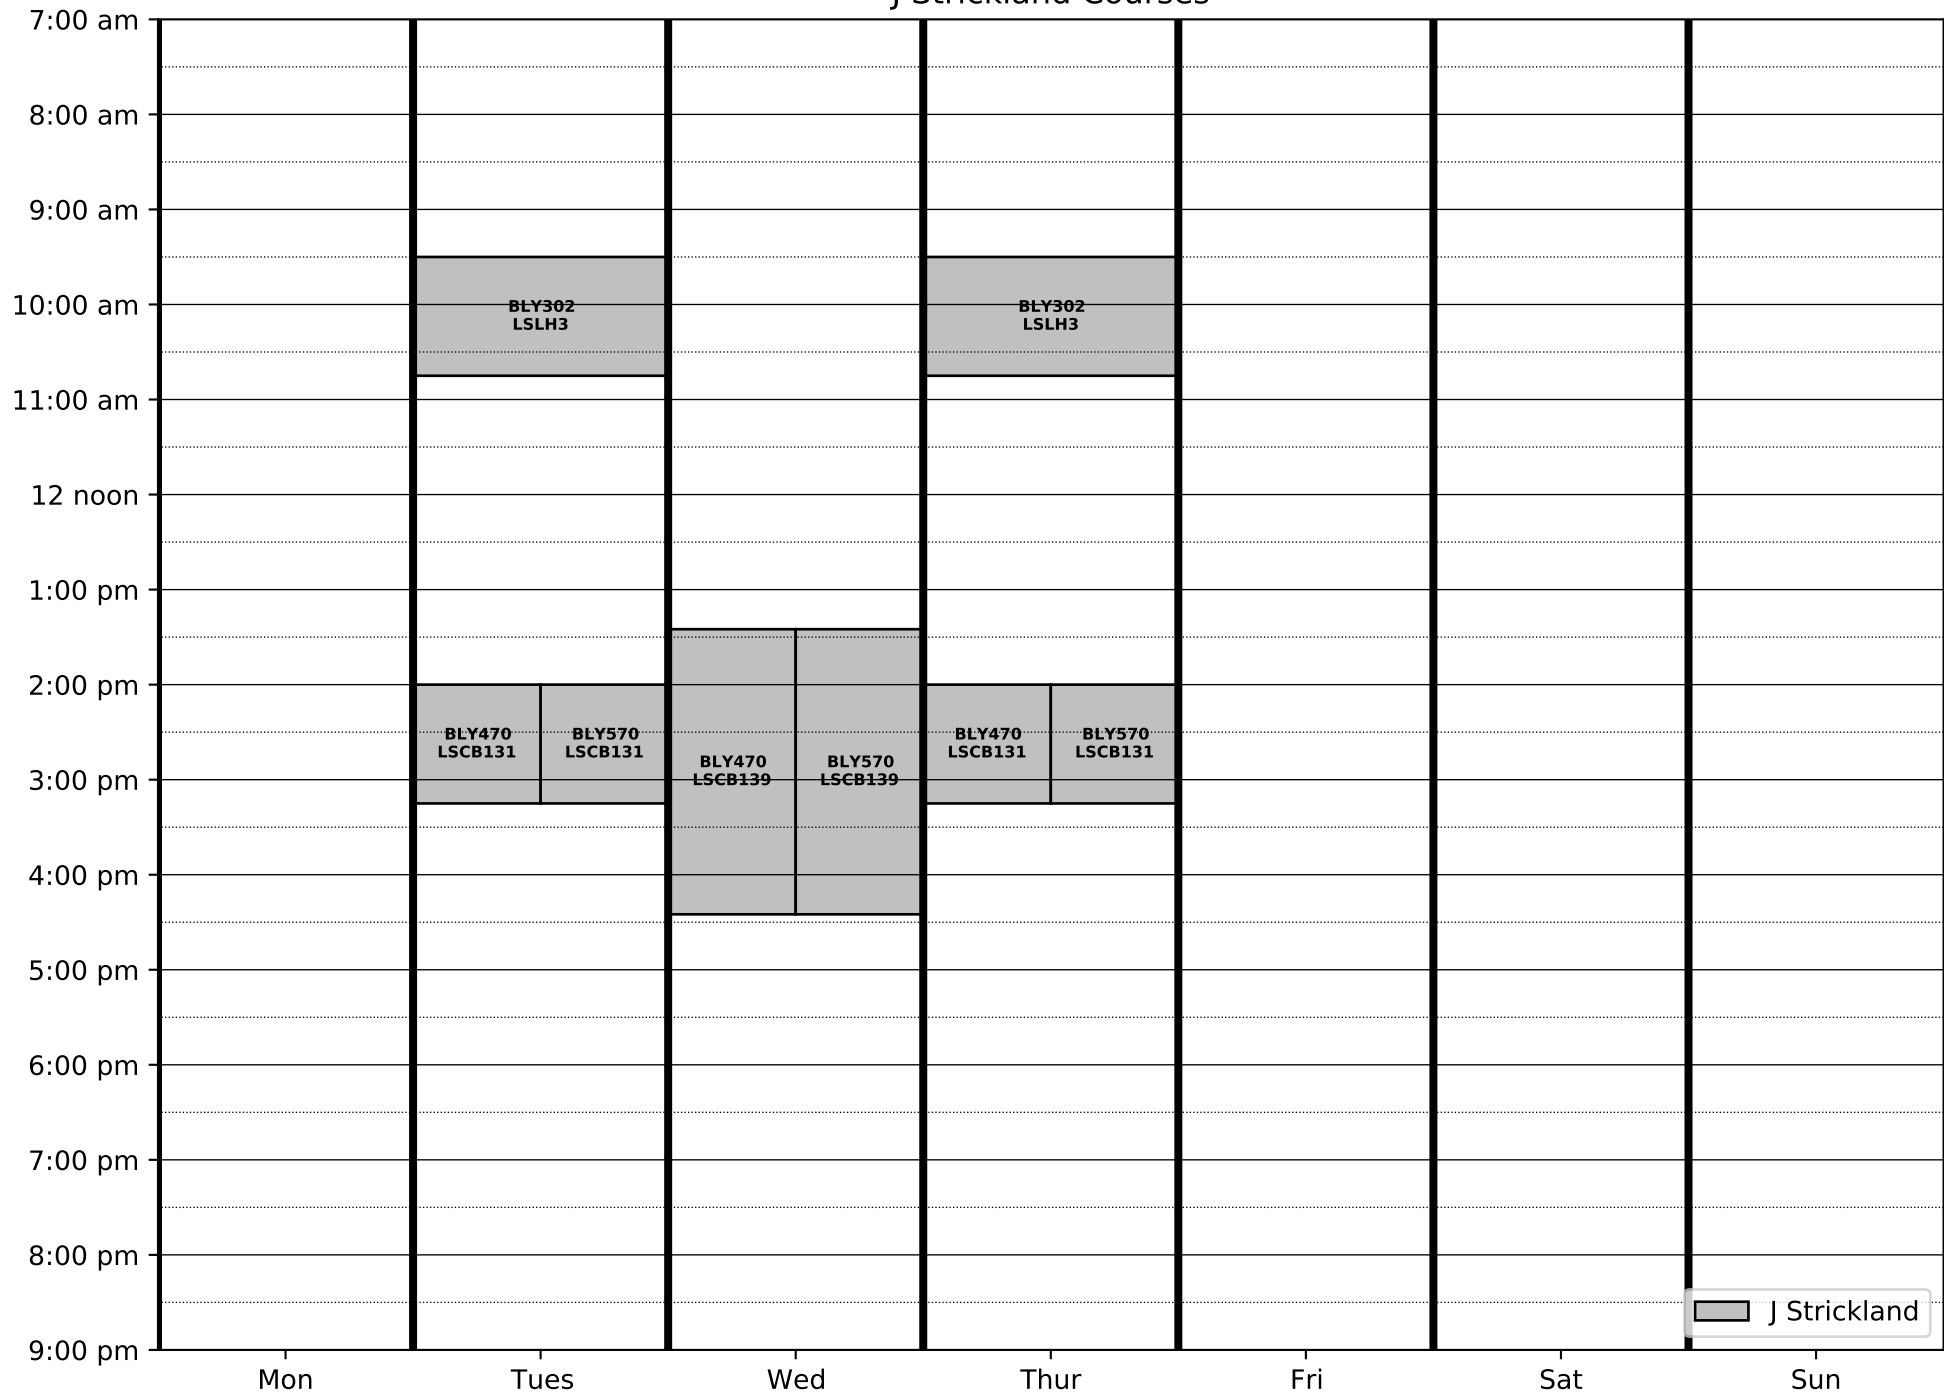 J Strickland Courses
7:00 am
8:00 am
9:00 am
10:00 am
11:00 am
12 noon
1:00 pm
2:00 pm
3:00 pm
4:00 pm
5:00 pm
6:00 pm
7:00 pm
8:00 pm
9:00 pm
BLY302
LSLH3
BLY302
LSLH3
BLY470
LSCB131
BLY570
LSCB131
BLY470
LSCB139
BLY570
LSCB139
BLY470
LSCB131
BLY570
LSCB131
J Strickland
Mon Tues Wed Thur Fri Sat Sun